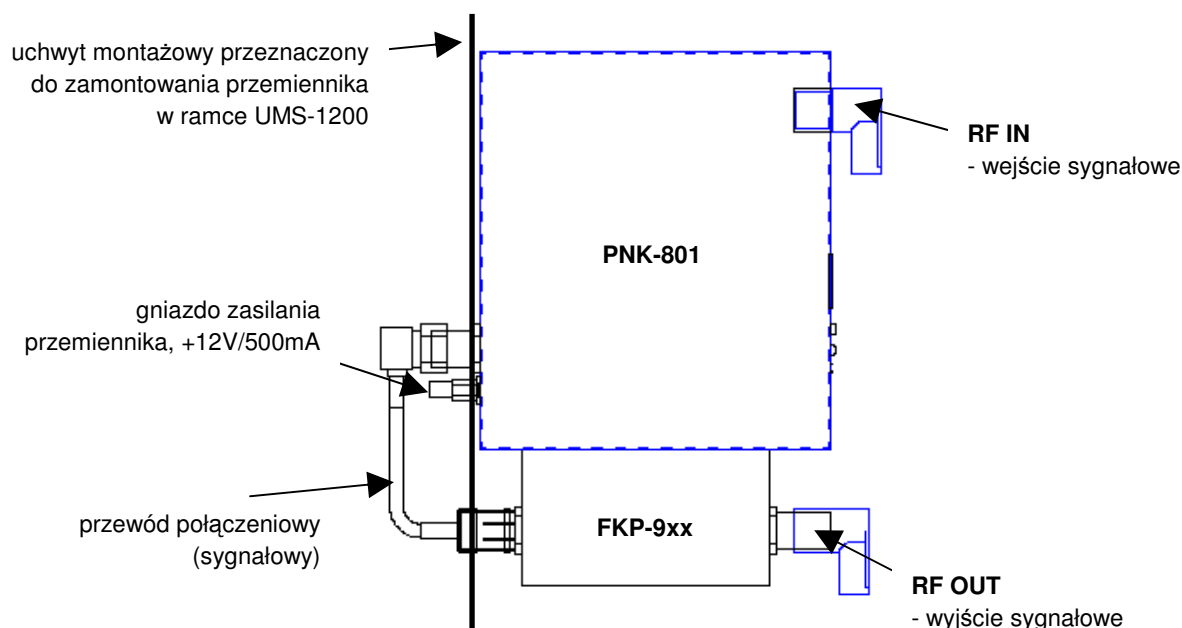 uchwyt montażowy przeznaczony
do zamontowania przemiennika
w ramce UMS-1200
RF IN
- wejście sygnałowe
PNK-801
gniazdo zasilania
przemiennika, +12V/500mA
przewód połączeniowy
(sygnałowy)
FKP-9xx
RF OUT
- wyjście sygnałowe